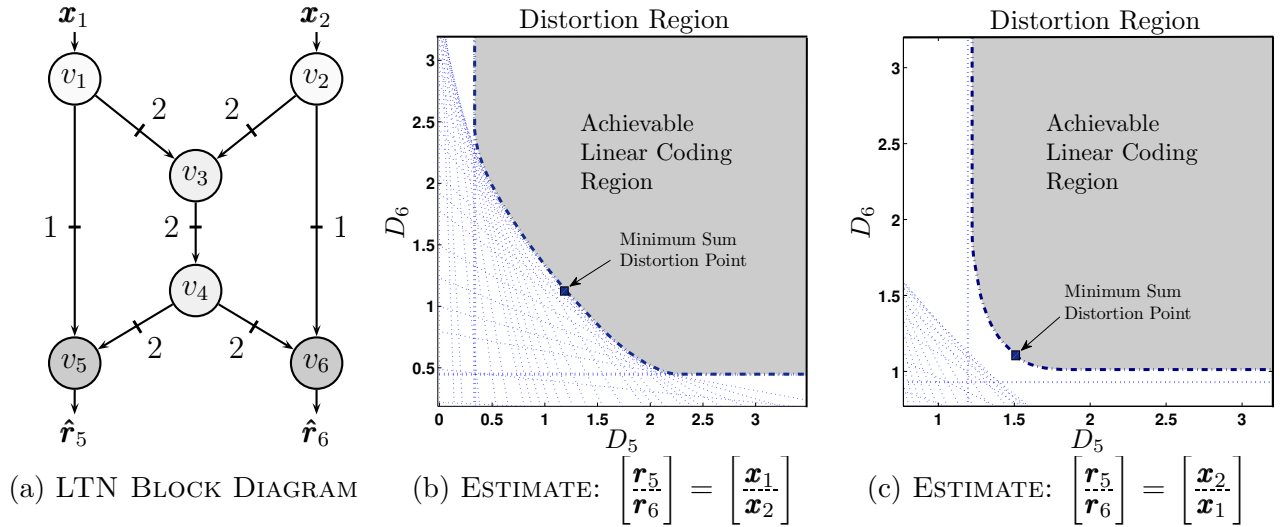 x₁ x₂
v₁ v₂
2 2
v₃
1 2 1
v₄
2 2
v₅ v₆
r̂₅ r̂₆
(a) LTN BLOCK DIAGRAM
Distortion Region
3
2.5
2
1.5
1
0.5
D₆
Achievable
Linear Coding
Region
Minimum Sum
Distortion Point
0 0.5 1 1.5 2 2.5 3
D₅
(b) ESTIMATE: [r₅/r₆] = [x₁/x₂]
Distortion Region
3
2.5
2
1.5
1
D₆
Achievable
Linear Coding
Region
Minimum Sum
Distortion Point
1 1.5 2 2.5 3
D₅
(c) ESTIMATE: [r₅/r₆] = [x₂/x₁]